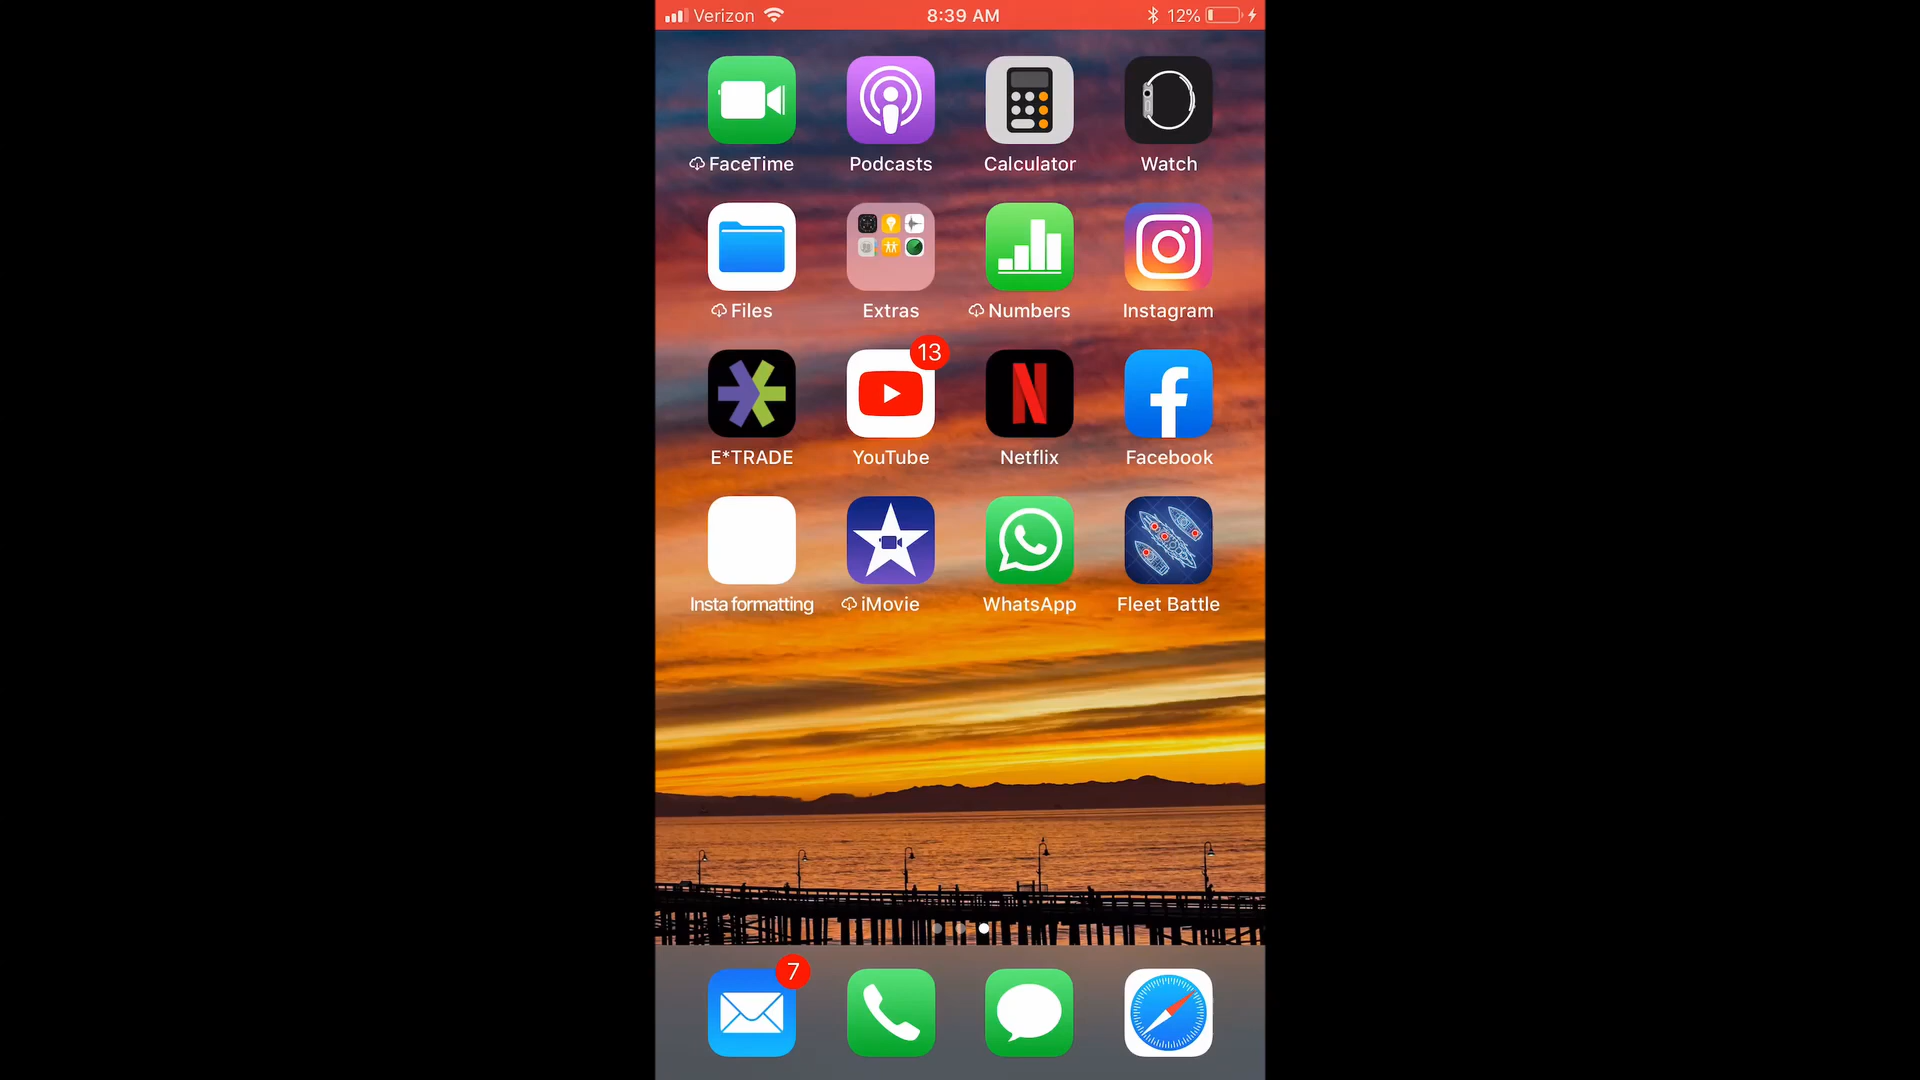 Verizon 8:39 AM 12%
FaceTime Podcasts Calculator Watch
Files Extras Numbers Instagram
13
E*TRADE YouTube Netflix Facebook
Insta formatting iMovie WhatsApp Fleet Battle
7